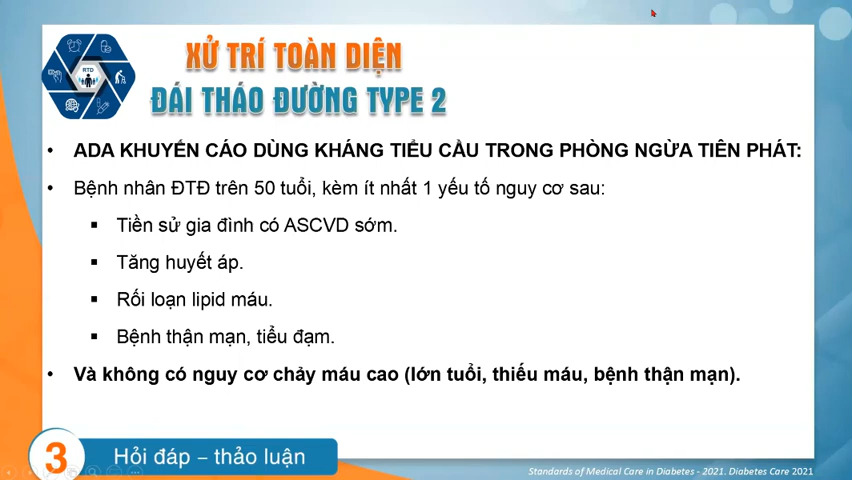 RTD
XỬ TRÍ TOÀN DIỆN
ĐÁI THÁO ĐƯỜNG TYPE 2
• ADA KHUYẾN CÁO DÙNG KHÁNG TIỂU CẦU TRONG PHÒNG NGỪA TIÊN PHÁT:
• Bệnh nhân ĐTĐ trên 50 tuổi, kèm ít nhất 1 yếu tố nguy cơ sau:
▪ Tiền sử gia đình có ASCVD sớm.
▪ Tăng huyết áp.
▪ Rối loạn lipid máu.
▪ Bệnh thận mạn, tiểu đạm.
• Và không có nguy cơ chảy máu cao (lớn tuổi, thiếu máu, bệnh thận mạn).
3 Hỏi đáp – thảo luận
Standards of Medical Care in Diabetes - 2021. Diabetes Care 2021